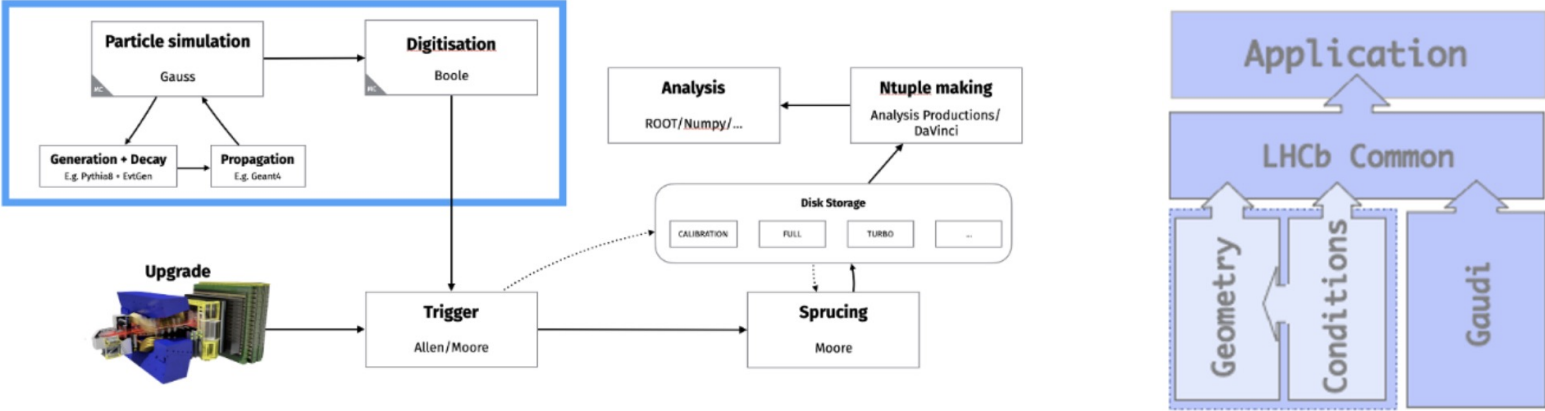 Particle simulation
Gauss
MC
Digitisation
Boole
MC
Generation + Decay
E.g. Pythia8 + EvtGen
Propagation
E.g. Geant4
Analysis
ROOT/Numpy/...
Ntuple making
Analysis Productions/
DaVinci
Disk Storage
CALIBRATION
FULL
TURBO
...
Upgrade
Trigger
Allen/Moore
Sprucing
Moore
Application
LHCb Common
Geometry
Conditions
Gaudi